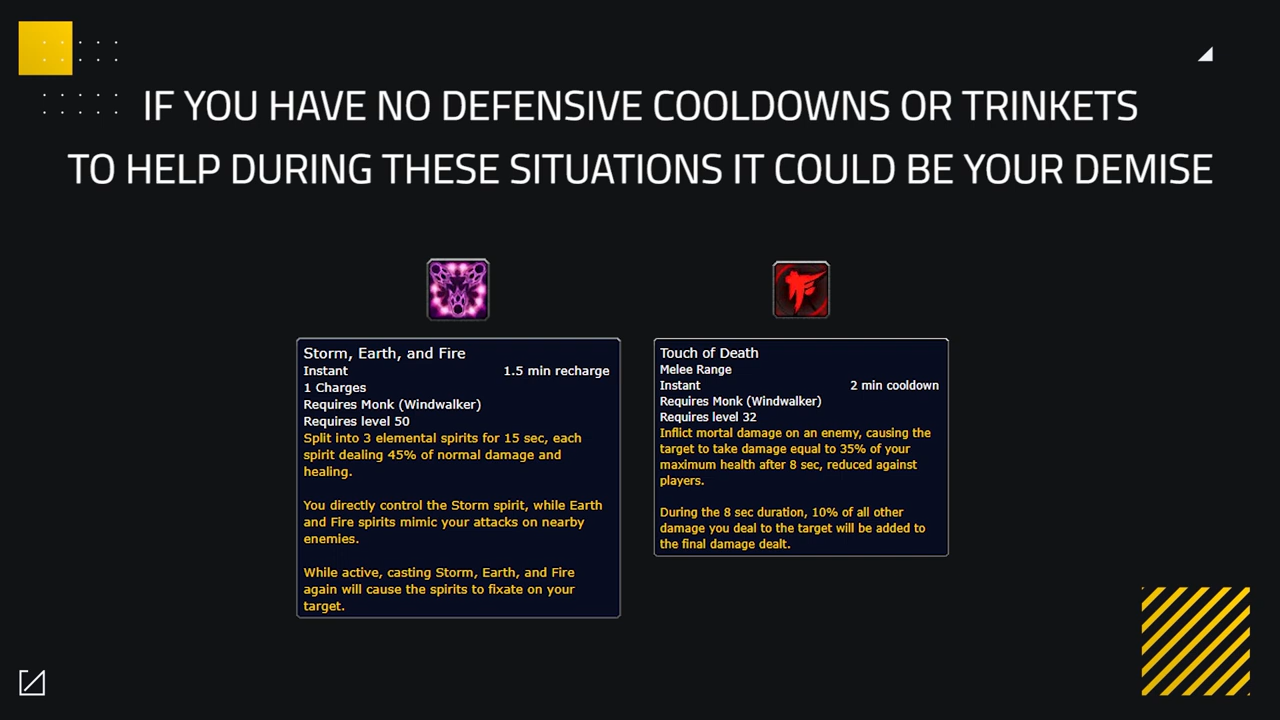 IF YOU HAVE NO DEFENSIVE COOLDOWNS OR TRINKETS
TO HELP DURING THESE SITUATIONS IT COULD BE YOUR DEMISE
Storm, Earth, and Fire
Instant 1.5 min recharge
1 Charges
Requires Monk (Windwalker)
Requires level 50
Split into 3 elemental spirits for 15 sec, each
spirit dealing 45% of normal damage and
healing.
You directly control the Storm spirit, while Earth
and Fire spirits mimic your attacks on nearby
enemies.
While active, casting Storm, Earth, and Fire
again will cause the spirits to fixate on your
target.
Touch of Death
Melee Range
Instant 2 min cooldown
Requires Monk (Windwalker)
Requires level 32
Inflict mortal damage on an enemy, causing the
target to take damage equal to 35% of your
maximum health after 8 sec, reduced against
players.
During the 8 sec duration, 10% of all other
damage you deal to the target will be added to
the final damage dealt.